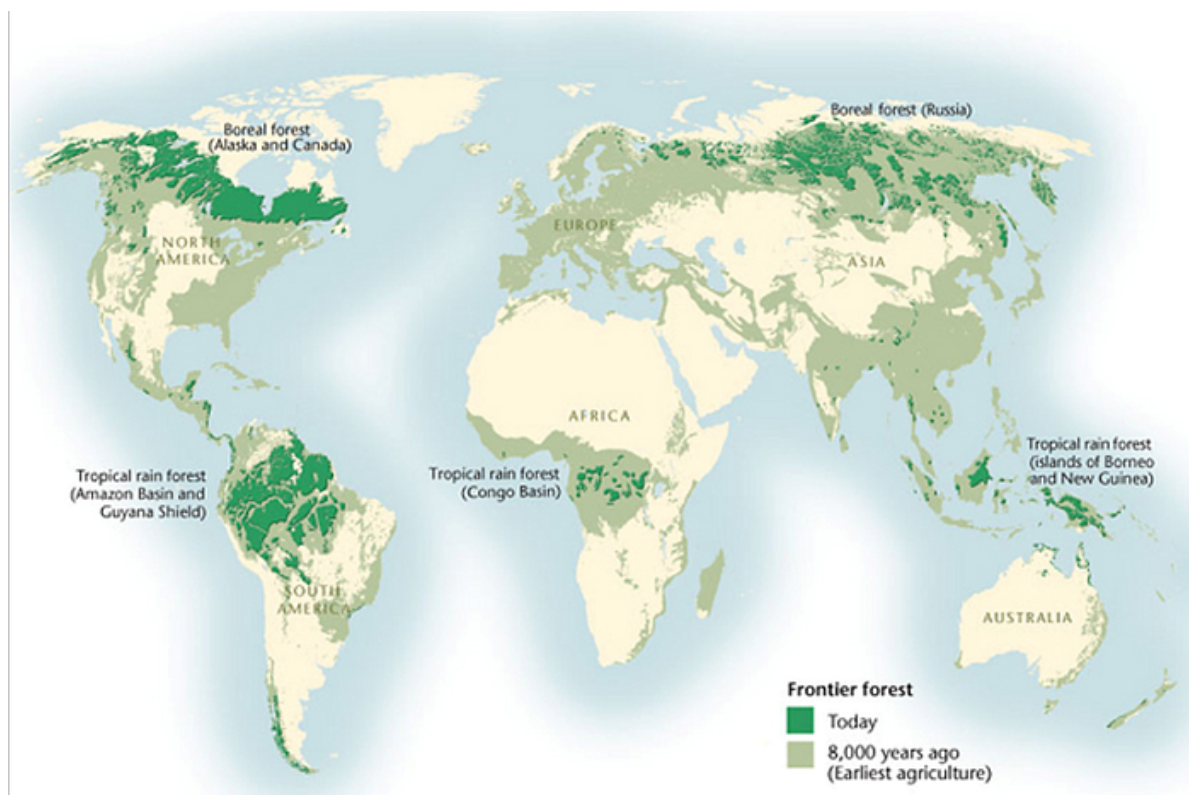 Boreal forest
(Alaska and Canada)
Boreal forest (Russia)
NORTH
AMERICA
EUROPE
ASIA
AFRICA
Tropical rain forest
(Amazon Basin and
Guyana Shield)
Tropical rain forest
(Congo Basin)
Tropical rain forest
(islands of Borneo
and New Guinea)
SOUTH
AMERICA
AUSTRALIA
Frontier forest
Today
8,000 years ago
(Earliest agriculture)